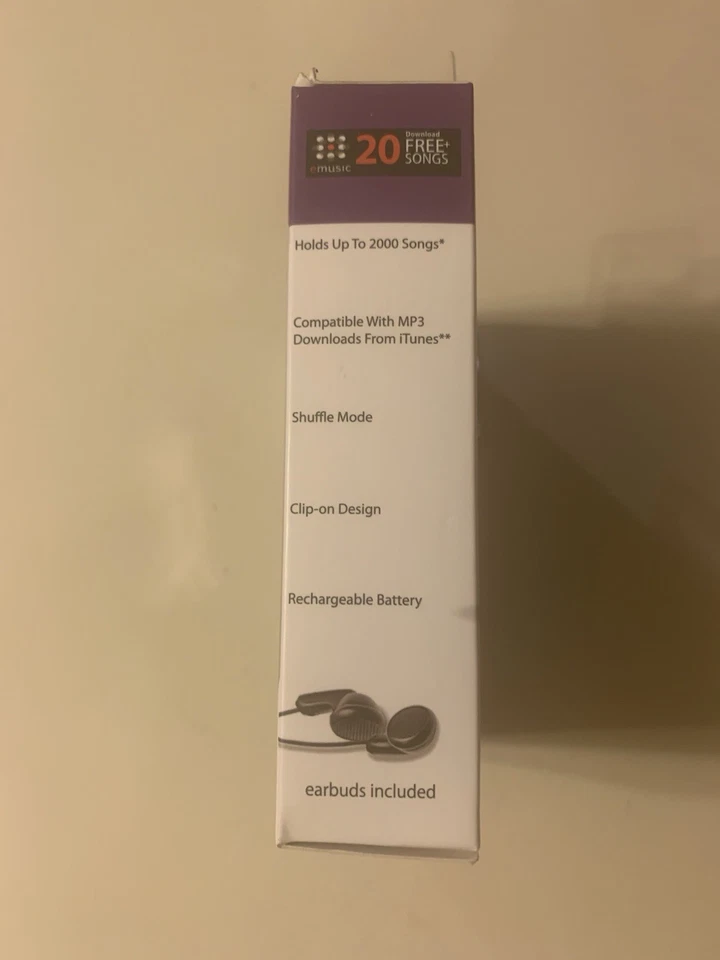 emusic
20
Download
FREE+
SONGS
Holds Up To 2000 Songs*
Compatible With MP3
Downloads From iTunes**
Shuffle Mode
Clip-on Design
Rechargeable Battery
earbuds included